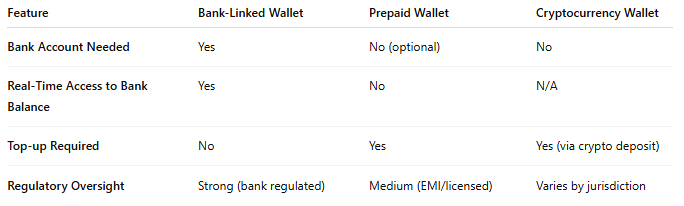 Feature Bank-Linked Wallet Prepaid Wallet Cryptocurrency Wallet
Bank Account Needed Yes No (optional) No
Real-Time Access to Bank Yes No N/A
Balance
Top-up Required No Yes Yes (via crypto deposit)
Regulatory Oversight Strong (bank regulated) Medium (EMI/licensed) Varies by jurisdiction